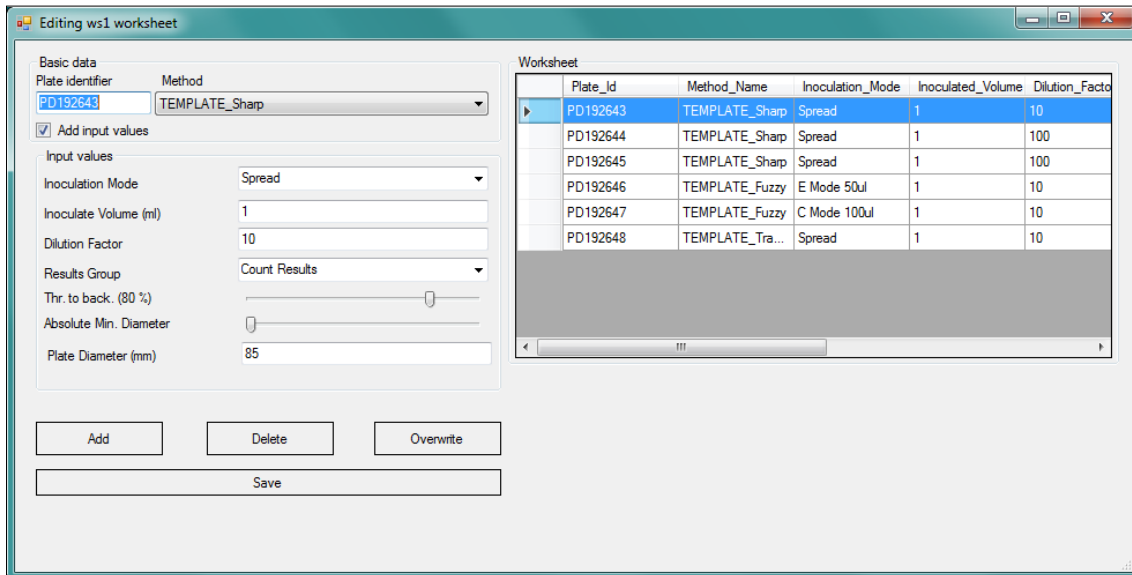 Editing ws1 worksheet
Basic data
Plate identifier Method
PD192643 TEMPLATE_Sharp
Add input values
Input values
Inoculation Mode Spread
Inoculate Volume (ml) 1
Dilution Factor 10
Results Group Count Results
Thr. to back. (80 %)
Absolute Min. Diameter
Plate Diameter (mm) 85
Add Delete Overwrite
Save
Worksheet
Plate_Id Method_Name Inoculation_Mode Inoculated_Volume Dilution_Facto
PD192643 TEMPLATE_Sharp Spread 1 10
PD192644 TEMPLATE_Sharp Spread 1 100
PD192645 TEMPLATE_Sharp Spread 1 100
PD192646 TEMPLATE_Fuzzy E Mode 50ul 1 10
PD192647 TEMPLATE_Fuzzy C Mode 100ul 1 10
PD192648 TEMPLATE_Tra... Spread 1 10